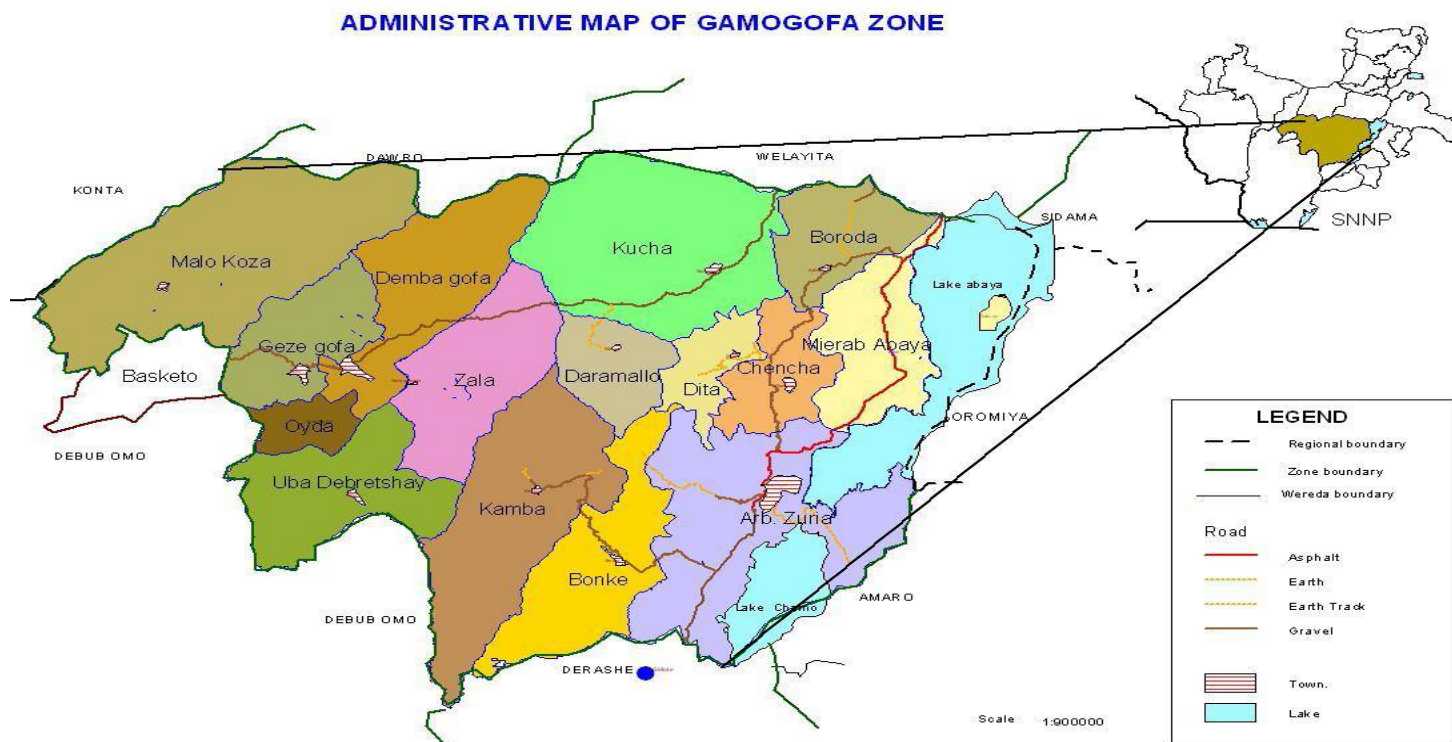 ADMINISTRATIVE MAP OF GAMOGOFA ZONE
DAWRO
WELAYITA
KONTA
SIDAMA
SNNP
Kucha
Boroda
Malo Koza
Demba gofa
Lake abaya
Geze gofa
Mierab Abaya
Basketo
Zala
Daramallo
Dita
Chencha
OROMIYA
Oyda
DEBUB OMO
Uba Debretshay
Kamba
Arb. Zuria
Bonke
Lake Chamo
AMARO
DEBUB OMO
DERASHE
Scale 1:900000
LEGEND
Regional boundary
Zone boundary
Wereda boundary
Road
Asphalt
Earth
Earth Track
Gravel
Town.
Lake